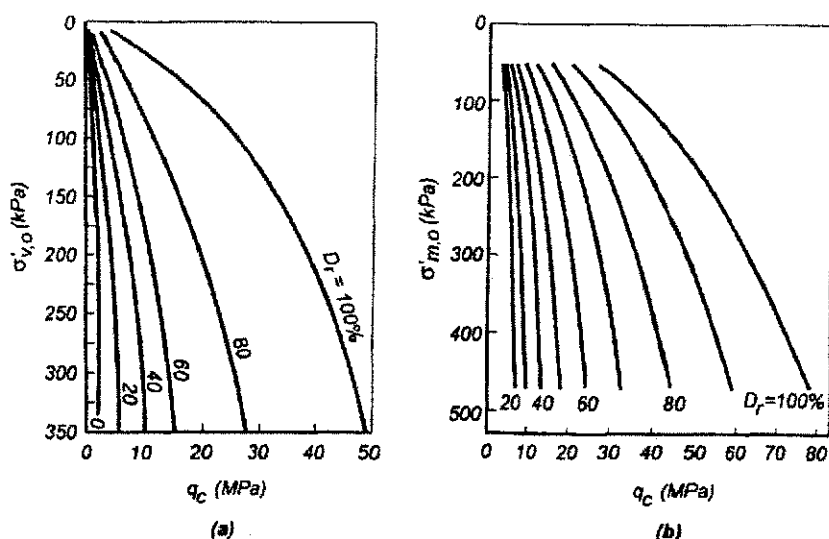 0
50
100
150
200
250
300
350
σ'v,o (kPa)
0
20
40
60
80
Dr = 100%
0 10 20 30 40 50
qc (MPa)
(a)
0
100
200
300
400
500
σ'm,o (kPa)
20 40 60 80 Dr=100%
0 10 20 30 40 50 60 70 80
qc (MPa)
(b)